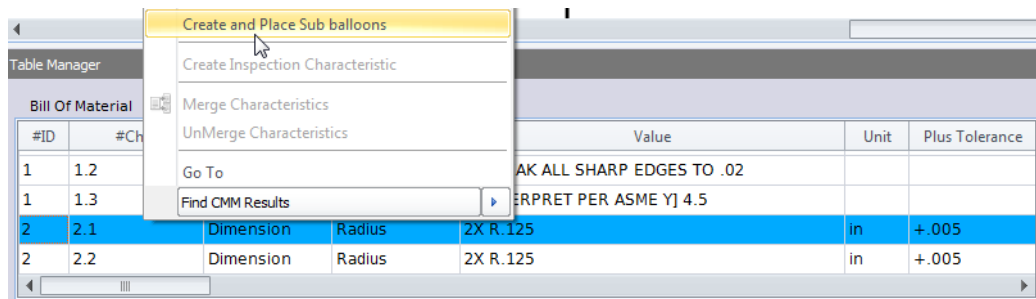 Create and Place Sub balloons
Table Manager
Create Inspection Characteristic
Bill Of Material
Merge Characteristics
UnMerge Characteristics
#ID #Ch Value Unit Plus Tolerance
Go To
1 1.2 AK ALL SHARP EDGES TO .02
Find CMM Results
1 1.3 ERPRET PER ASME Y] 4.5
2 2.1 Dimension Radius 2X R.125 in +.005
2 2.2 Dimension Radius 2X R.125 in +.005